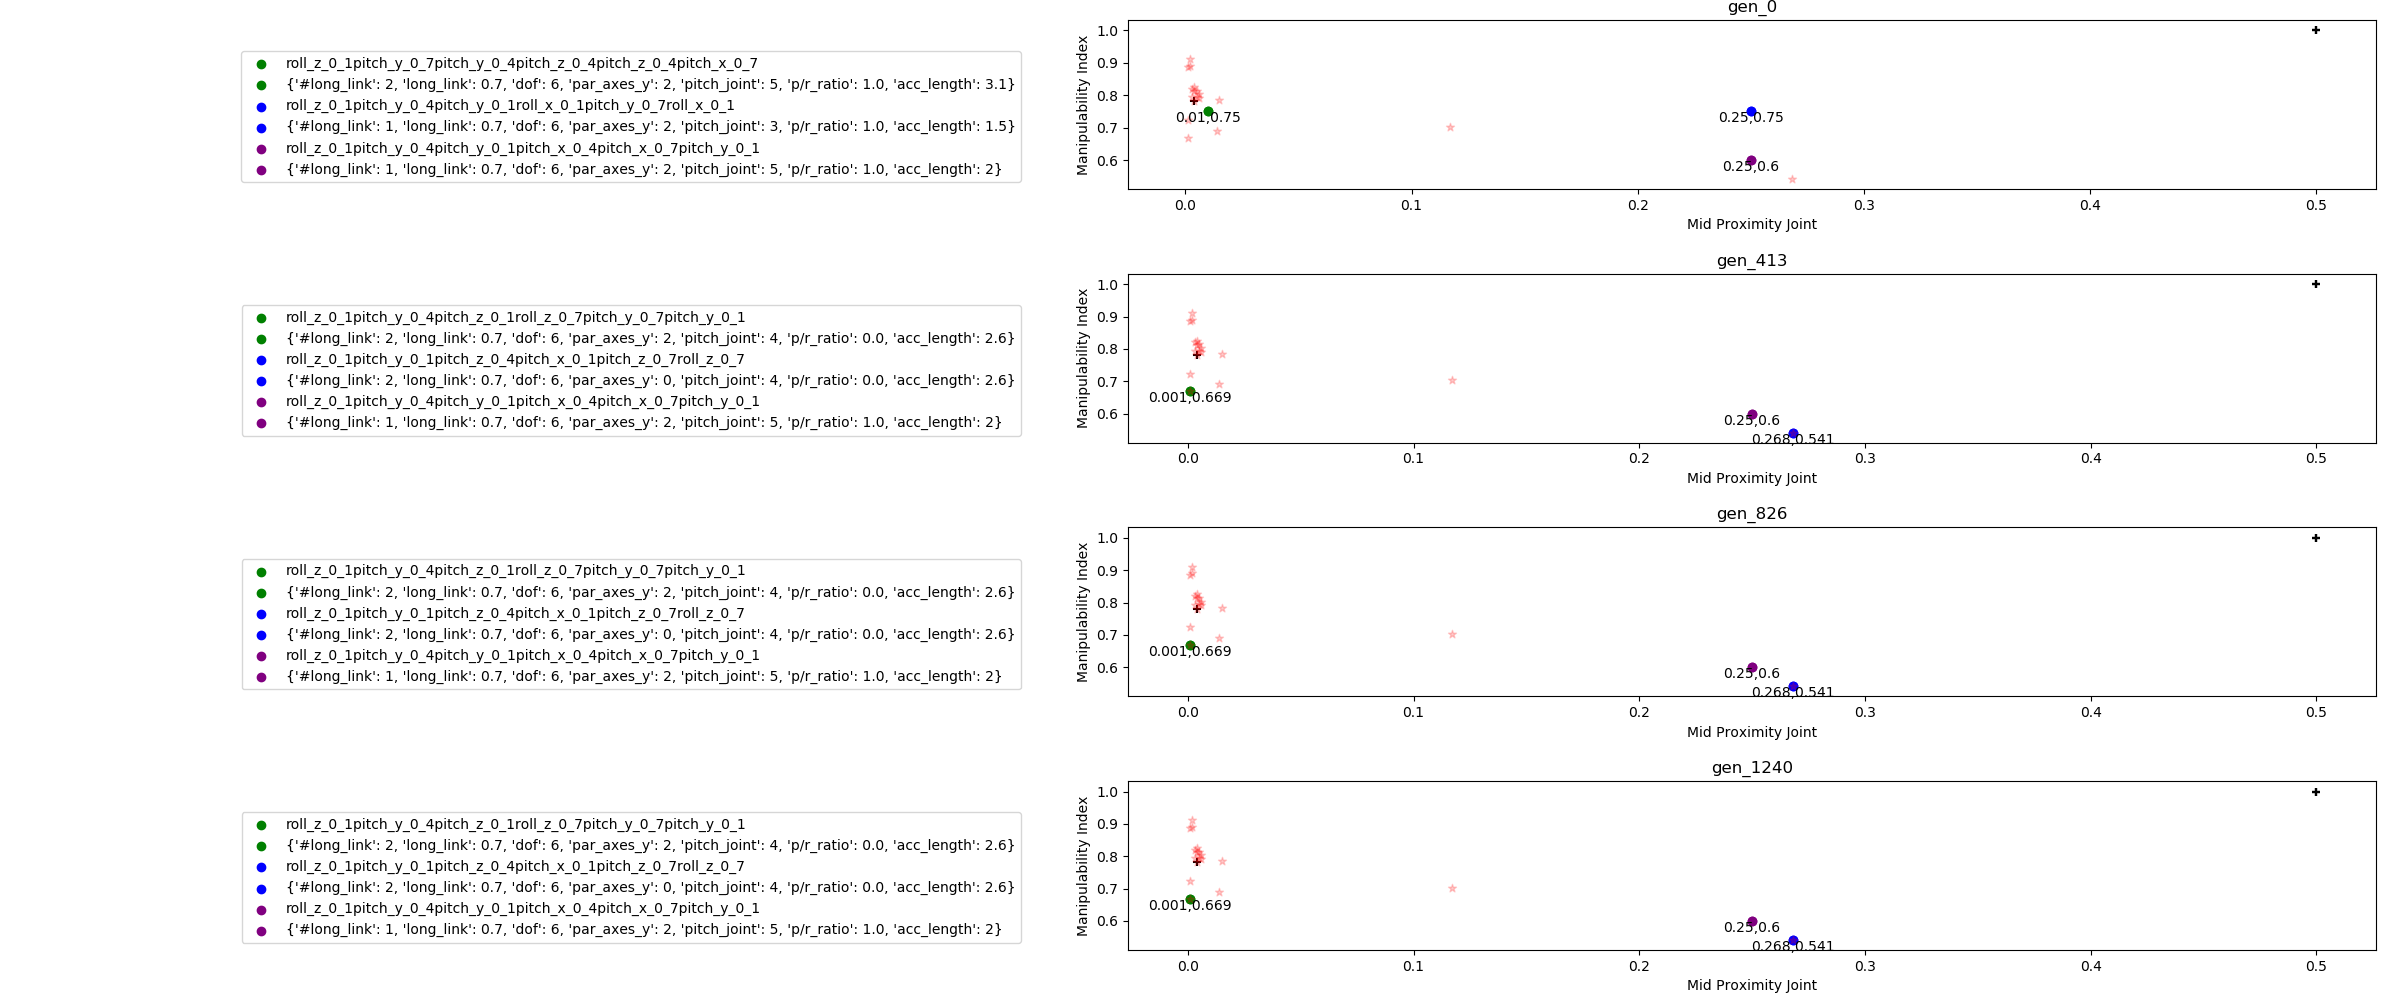 gen_0
roll_z_0_1pitch_y_0_7pitch_y_0_4pitch_z_0_4pitch_z_0_4pitch_x_0_7
{'#long_link': 2, 'long_link': 0.7, 'dof': 6, 'par_axes_y': 2, 'pitch_joint': 5, 'p/r_ratio': 1.0, 'acc_length': 3.1}
roll_z_0_1pitch_y_0_4pitch_y_0_1roll_x_0_1pitch_y_0_7roll_x_0_1
{'#long_link': 1, 'long_link': 0.7, 'dof': 6, 'par_axes_y': 2, 'pitch_joint': 3, 'p/r_ratio': 1.0, 'acc_length': 1.5}
roll_z_0_1pitch_y_0_4pitch_y_0_1pitch_x_0_4pitch_x_0_7pitch_y_0_1
{'#long_link': 1, 'long_link': 0.7, 'dof': 6, 'par_axes_y': 2, 'pitch_joint': 5, 'p/r_ratio': 1.0, 'acc_length': 2}
Manipulability Index
1.0
0.9
0.8
0.7
0.6
0.01,0.75
0.25,0.75
0.25,0.6
0.0 0.1 0.2 0.3 0.4 0.5
Mid Proximity Joint
gen_413
roll_z_0_1pitch_y_0_4pitch_z_0_1roll_z_0_7pitch_y_0_7pitch_y_0_1
{'#long_link': 2, 'long_link': 0.7, 'dof': 6, 'par_axes_y': 2, 'pitch_joint': 4, 'p/r_ratio': 0.0, 'acc_length': 2.6}
roll_z_0_1pitch_y_0_1pitch_z_0_4pitch_x_0_1pitch_z_0_7roll_z_0_7
{'#long_link': 2, 'long_link': 0.7, 'dof': 6, 'par_axes_y': 0, 'pitch_joint': 4, 'p/r_ratio': 0.0, 'acc_length': 2.6}
roll_z_0_1pitch_y_0_4pitch_y_0_1pitch_x_0_4pitch_x_0_7pitch_y_0_1
{'#long_link': 1, 'long_link': 0.7, 'dof': 6, 'par_axes_y': 2, 'pitch_joint': 5, 'p/r_ratio': 1.0, 'acc_length': 2}
Manipulability Index
1.0
0.9
0.8
0.7
0.6
0.001,0.669
0.25,0.6
0.268,0.541
0.0 0.1 0.2 0.3 0.4 0.5
Mid Proximity Joint
gen_826
roll_z_0_1pitch_y_0_4pitch_z_0_1roll_z_0_7pitch_y_0_7pitch_y_0_1
{'#long_link': 2, 'long_link': 0.7, 'dof': 6, 'par_axes_y': 2, 'pitch_joint': 4, 'p/r_ratio': 0.0, 'acc_length': 2.6}
roll_z_0_1pitch_y_0_1pitch_z_0_4pitch_x_0_1pitch_z_0_7roll_z_0_7
{'#long_link': 2, 'long_link': 0.7, 'dof': 6, 'par_axes_y': 0, 'pitch_joint': 4, 'p/r_ratio': 0.0, 'acc_length': 2.6}
roll_z_0_1pitch_y_0_4pitch_y_0_1pitch_x_0_4pitch_x_0_7pitch_y_0_1
{'#long_link': 1, 'long_link': 0.7, 'dof': 6, 'par_axes_y': 2, 'pitch_joint': 5, 'p/r_ratio': 1.0, 'acc_length': 2}
Manipulability Index
1.0
0.9
0.8
0.7
0.6
0.001,0.669
0.25,0.6
0.268,0.541
0.0 0.1 0.2 0.3 0.4 0.5
Mid Proximity Joint
gen_1240
roll_z_0_1pitch_y_0_4pitch_z_0_1roll_z_0_7pitch_y_0_7pitch_y_0_1
{'#long_link': 2, 'long_link': 0.7, 'dof': 6, 'par_axes_y': 2, 'pitch_joint': 4, 'p/r_ratio': 0.0, 'acc_length': 2.6}
roll_z_0_1pitch_y_0_1pitch_z_0_4pitch_x_0_1pitch_z_0_7roll_z_0_7
{'#long_link': 2, 'long_link': 0.7, 'dof': 6, 'par_axes_y': 0, 'pitch_joint': 4, 'p/r_ratio': 0.0, 'acc_length': 2.6}
roll_z_0_1pitch_y_0_4pitch_y_0_1pitch_x_0_4pitch_x_0_7pitch_y_0_1
{'#long_link': 1, 'long_link': 0.7, 'dof': 6, 'par_axes_y': 2, 'pitch_joint': 5, 'p/r_ratio': 1.0, 'acc_length': 2}
Manipulability Index
1.0
0.9
0.8
0.7
0.6
0.001,0.669
0.25,0.6
0.268,0.541
0.0 0.1 0.2 0.3 0.4 0.5
Mid Proximity Joint